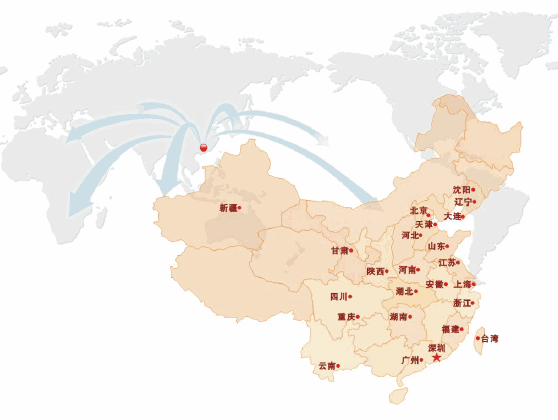 沈阳
辽宁
新疆
北京
大连
天津
河北
山东
甘肃
江苏
陕西
河南
安徽
上海
四川
湖北
浙江
重庆
湖南
福建
台湾
深圳
广州
云南